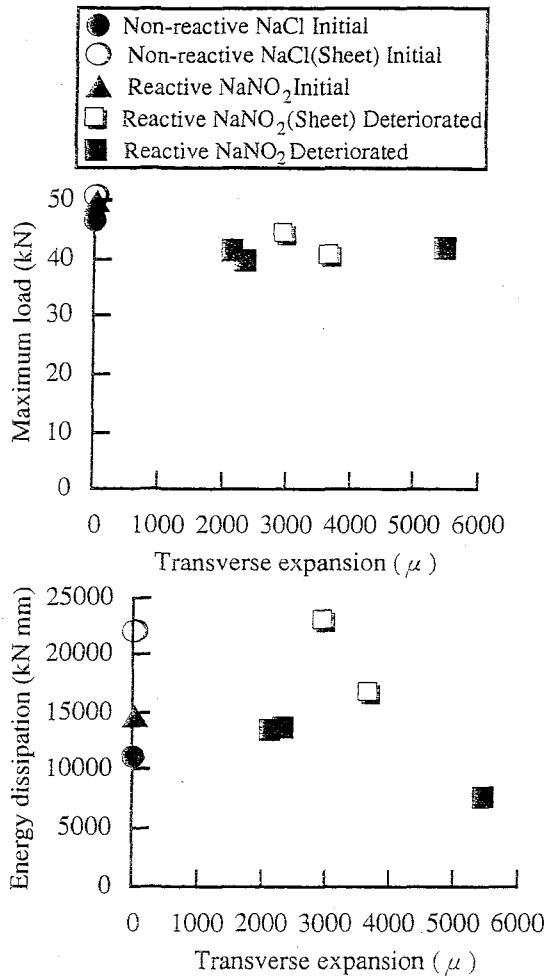 Non-reactive NaCl Initial
Non-reactive NaCl(Sheet) Initial
Reactive NaNO₂Initial
Reactive NaNO₂(Sheet) Deteriorated
Reactive NaNO₂ Deteriorated
Maximum load (kN)
50
40
30
20
10
0
0 1000 2000 3000 4000 5000 6000
Transverse expansion (μ)
Energy dissipation (kN mm)
25000
20000
15000
10000
5000
0
0 1000 2000 3000 4000 5000 6000
Transverse expansion (μ)